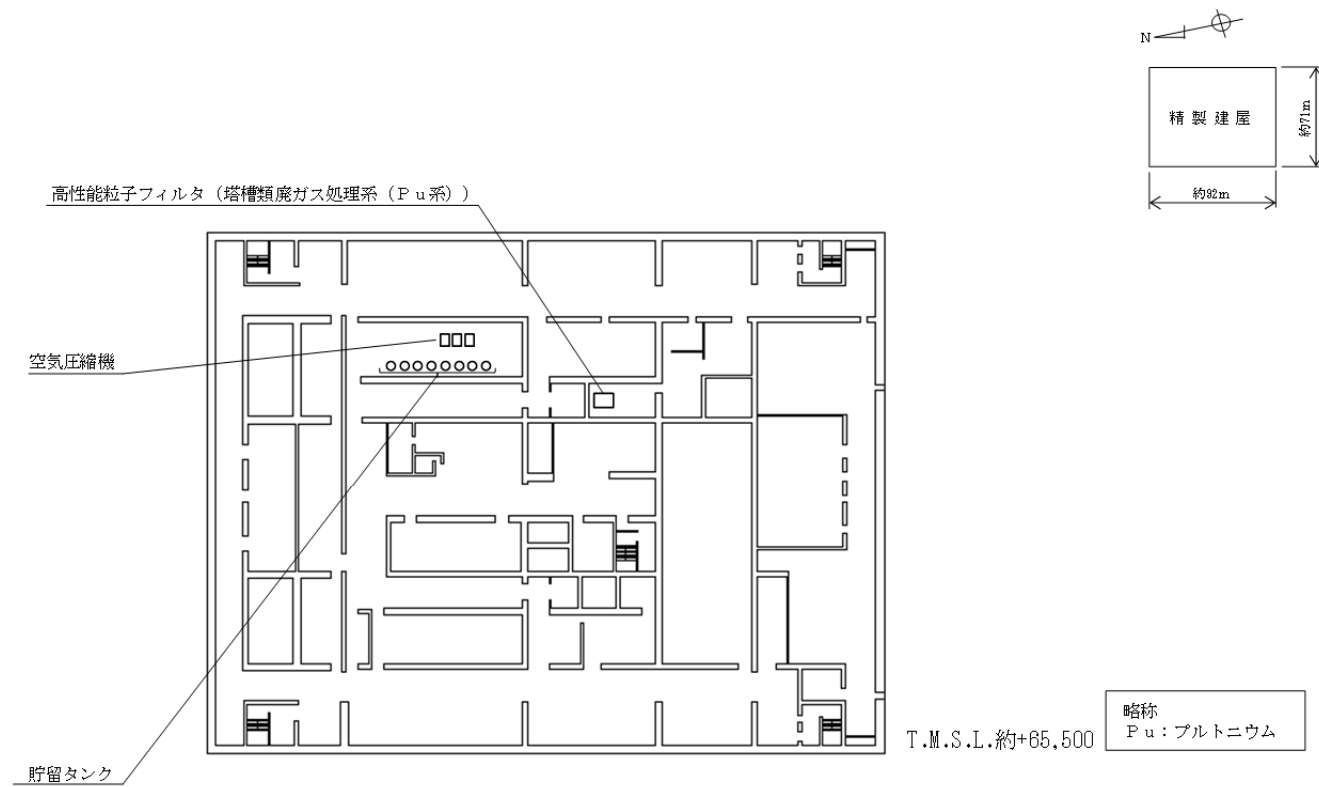 N
精製建屋
約71m
約92m
高性能粒子フィルタ（塔槽類廃ガス処理系（Ｐｕ系））
空気圧縮機
貯留タンク
T.M.S.L.約+65,500
略称
Ｐｕ：プルトニウム